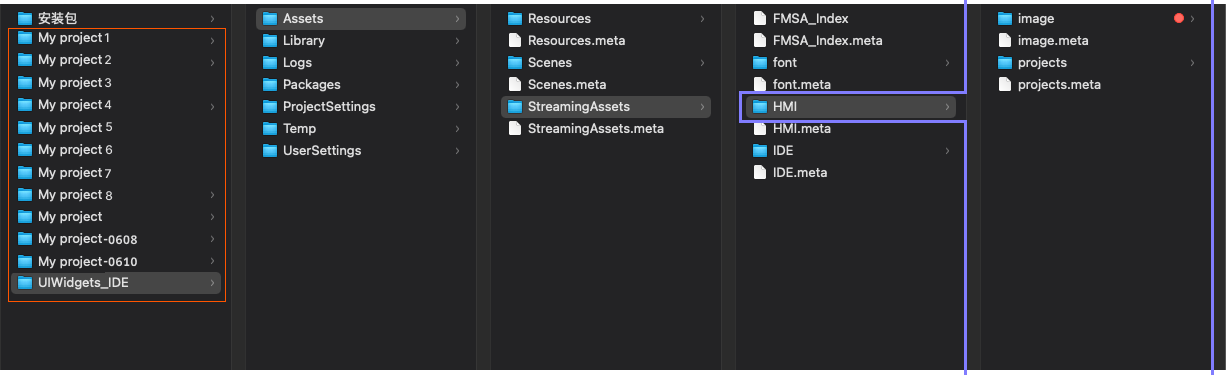 安装包
My project 1
My project 2
My project 3
My project 4
My project 5
My project 6
My project 7
My project 8
My project
My project-0608
My project-0610
UIWidgets_IDE
Assets
Library
Logs
Packages
ProjectSettings
Temp
UserSettings
Resources
Resources.meta
Scenes
Scenes.meta
StreamingAssets
StreamingAssets.meta
FMSA_Index
FMSA_Index.meta
font
font.meta
HMI
HMI.meta
IDE
IDE.meta
image
image.meta
projects
projects.meta